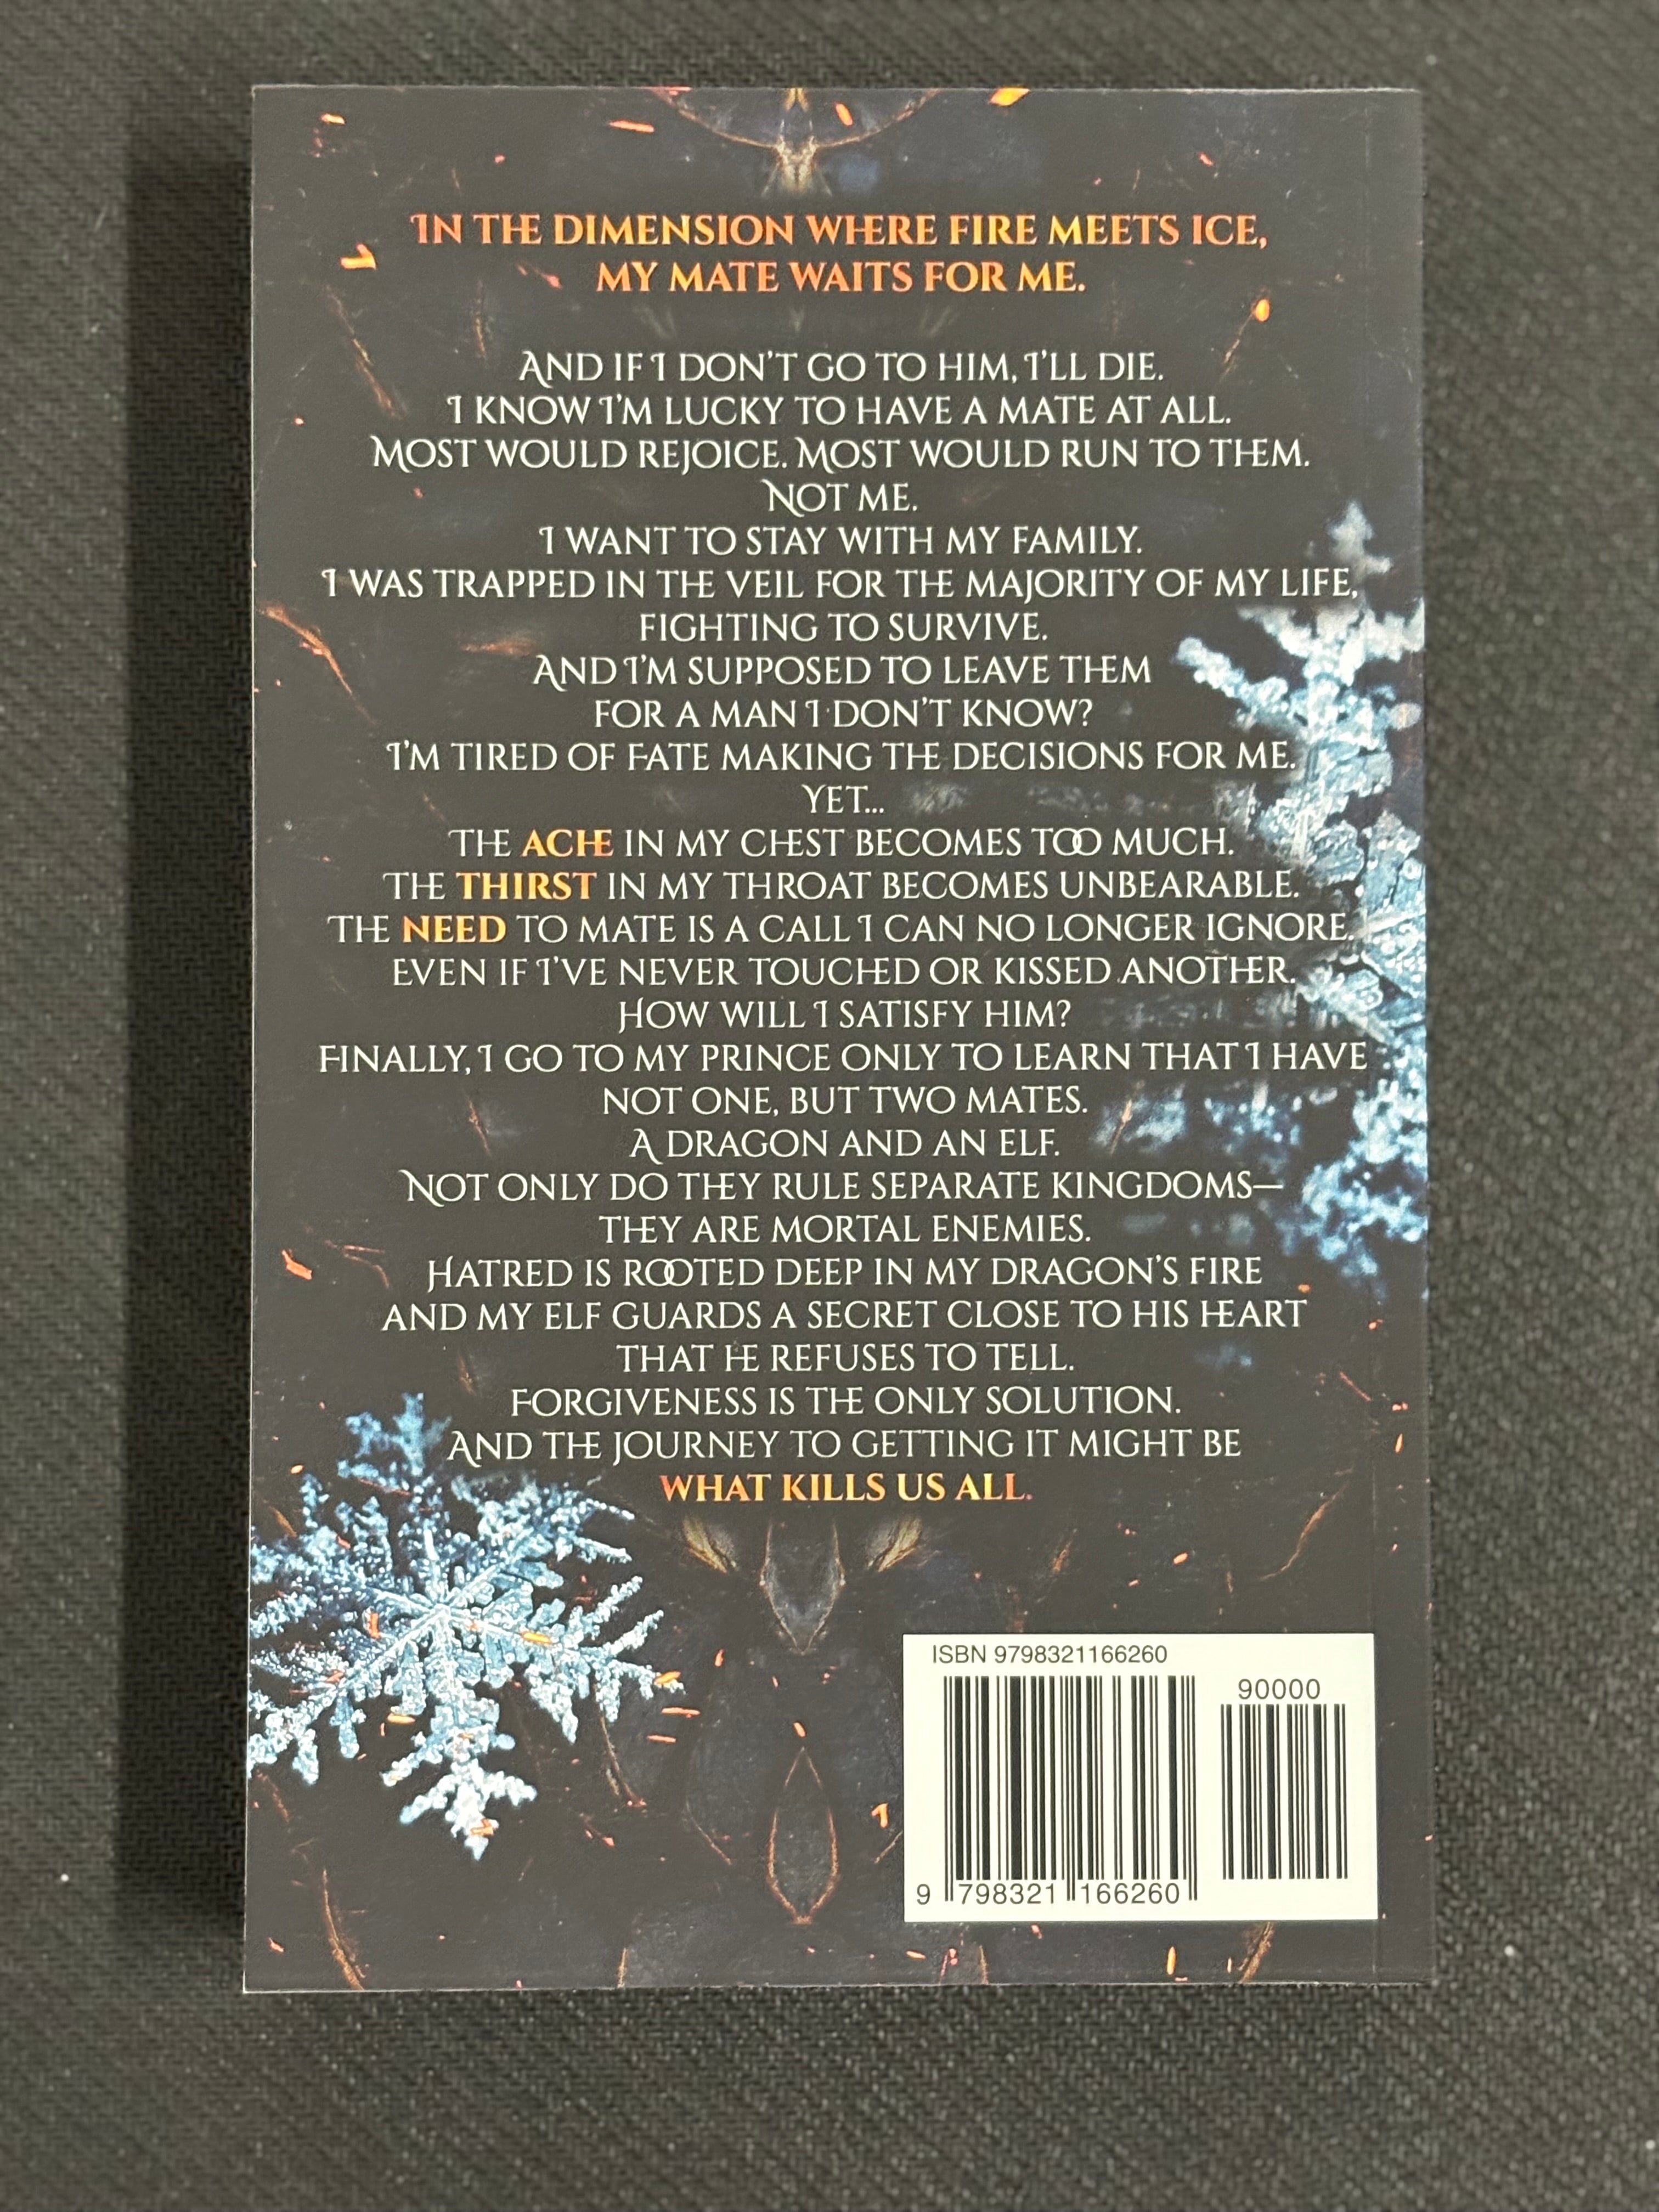 IN THE DIMENSION WHERE FIRE MEETS ICE,
MY MATE WAITS FOR ME.
AND IF I DON'T GO TO HIM, I'LL DIE.
I KNOW I'M LUCKY TO HAVE A MATE AT ALL.
MOST WOULD REJOICE. MOST WOULD RUN TO THEM.
NOT ME.
I WANT TO STAY WITH MY FAMILY.
I WAS TRAPPED IN THE VEIL FOR THE MAJORITY OF MY LIFE,
FIGHTING TO SURVIVE.
AND I'M SUPPOSED TO LEAVE THEM
FOR A MAN I DON'T KNOW?
I'M TIRED OF FATE MAKING THE DECISIONS FOR ME.
YET...
THE ACHE IN MY CHEST BECOMES TOO MUCH.
THE THIRST IN MY THROAT BECOMES UNBEARABLE.
THE NEED TO MATE IS A CALL I CAN NO LONGER IGNORE.
EVEN IF I'VE NEVER TOUCHED OR KISSED ANOTHER.
HOW WILL I SATISFY HIM?
FINALLY, I GO TO MY PRINCE ONLY TO LEARN THAT I HAVE
NOT ONE, BUT TWO MATES.
A DRAGON AND AN ELF.
NOT ONLY DO THEY RULE SEPARATE KINGDOMS—
THEY ARE MORTAL ENEMIES.
HATRED IS ROOTED DEEP IN MY DRAGON'S FIRE
AND MY ELF GUARDS A SECRET CLOSE TO HIS HEART
THAT HE REFUSES TO TELL.
FORGIVENESS IS THE ONLY SOLUTION.
AND THE JOURNEY TO GETTING IT MIGHT BE
WHAT KILLS US ALL.
ISBN 9798321166260
90000
9 798321 166260